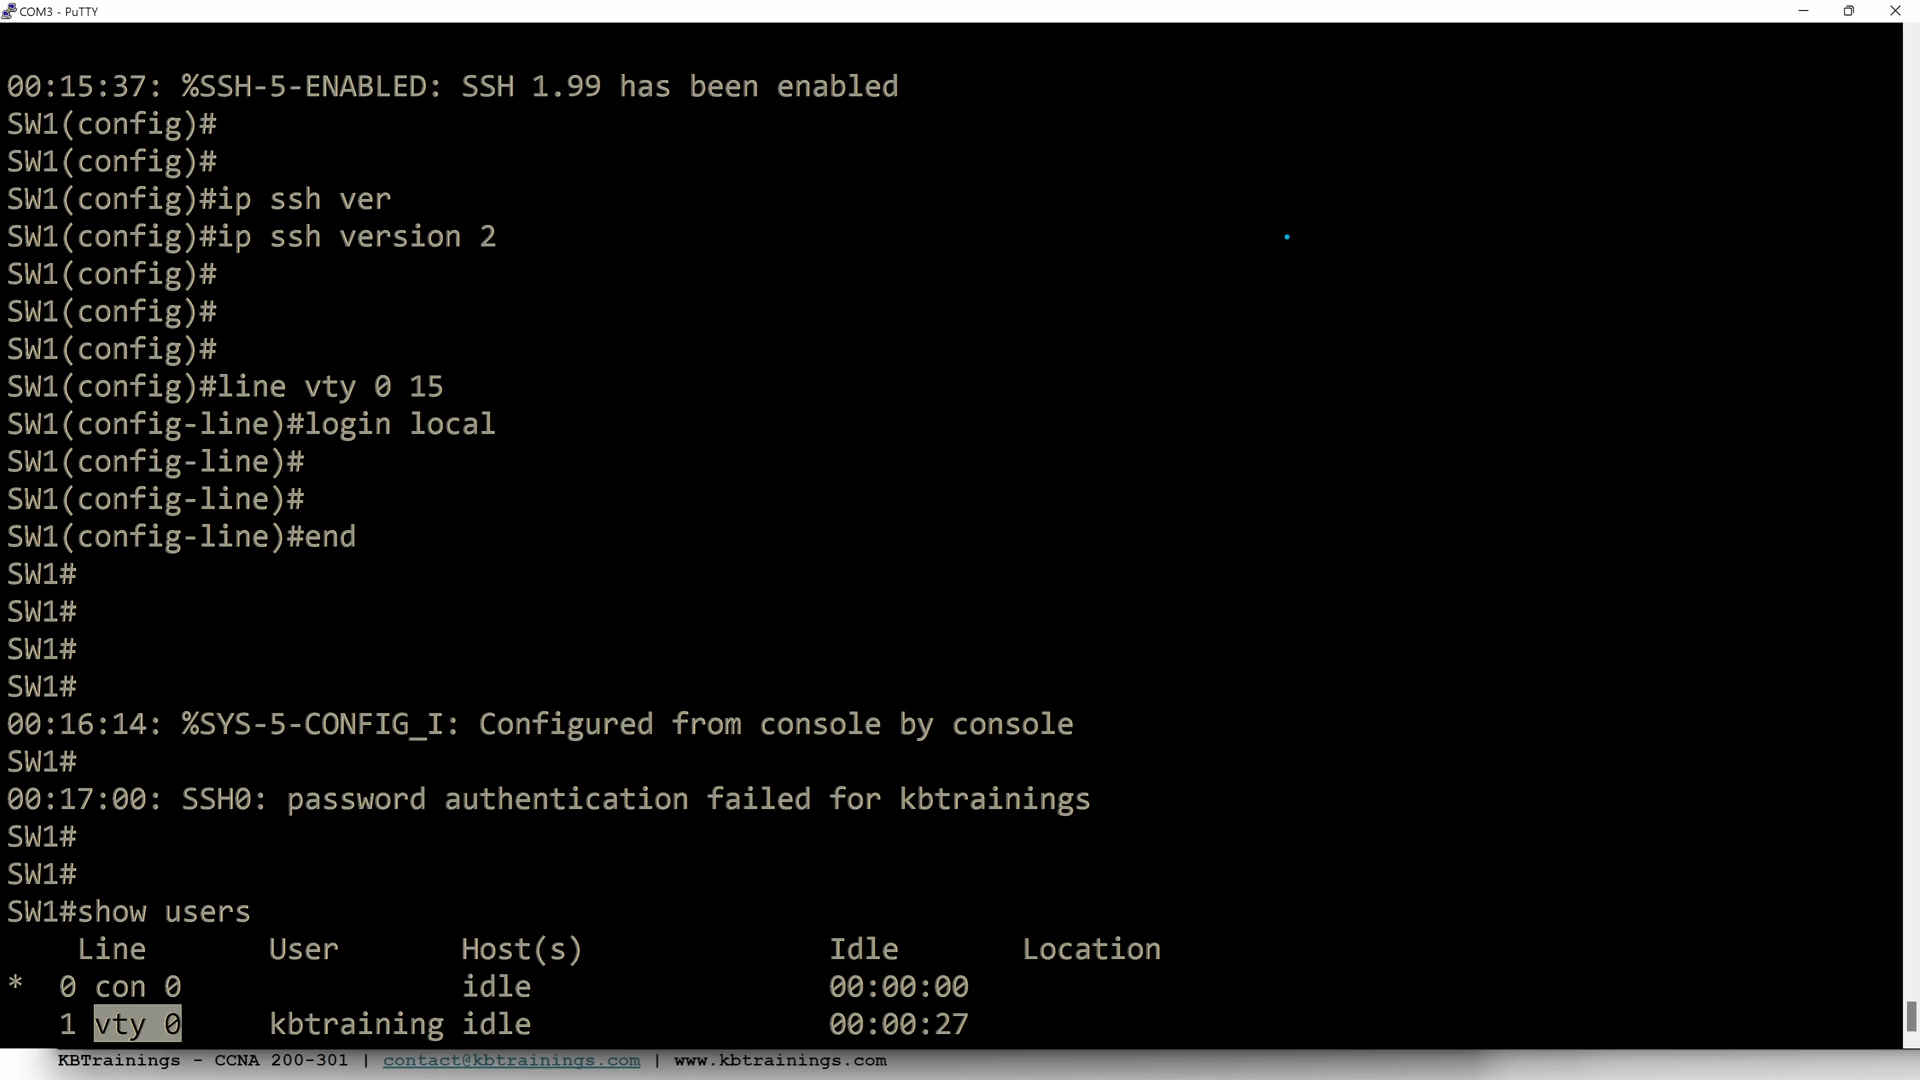 COM3 - PuTTY
00:15:37: %SSH-5-ENABLED: SSH 1.99 has been enabled
SW1(config)#
SW1(config)#
SW1(config)#ip ssh ver
SW1(config)#ip ssh version 2
SW1(config)#
SW1(config)#
SW1(config)#
SW1(config)#line vty 0 15
SW1(config-line)#login local
SW1(config-line)#
SW1(config-line)#
SW1(config-line)#end
SW1#
SW1#
SW1#
SW1#
00:16:14: %SYS-5-CONFIG_I: Configured from console by console
SW1#
00:17:00: SSH0: password authentication failed for kbtrainings
SW1#
SW1#
SW1#show users
Line User Host(s) Idle Location
* 0 con 0 idle 00:00:00
1 vty 0 kbtraining idle 00:00:27
KBTrainings - CCNA 200-301 | contact@kbtrainings.com | www.kbtrainings.com